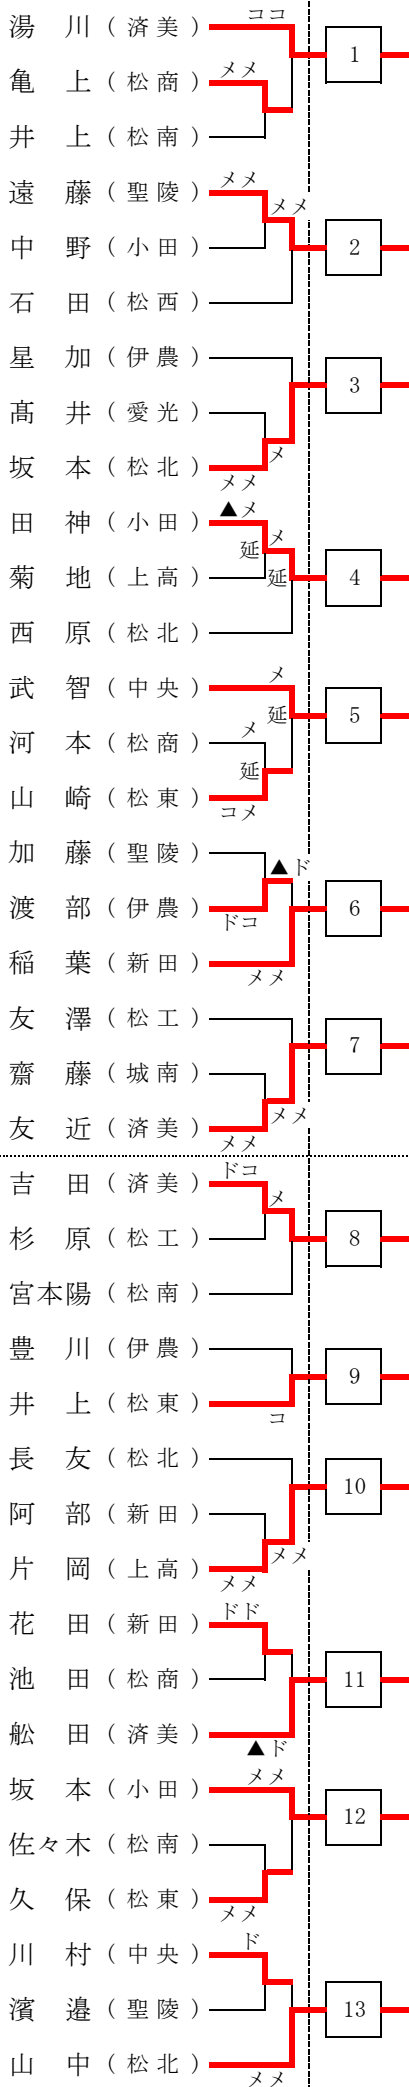 湯川（済美）
ココ
1
亀上（松商）
メメ
井上（松南）
遠藤（聖陵）
メメ
メメ
中野（小田）
2
石田（松西）
星加（伊農）
3
髙井（愛光）
メ
坂本（松北）
メメ
田神（小田）
▲メ
メ
延
菊地（上高）
延
4
西原（松北）
武智（中央）
メ
延
5
河本（松商）
メ
延
山崎（松東）
コメ
加藤（聖陵）
▲ド
渡部（伊農）
ドコ
6
稲葉（新田）
メメ
友澤（松工）
7
齋藤（城南）
メメ
友近（済美）
メメ
吉田（済美）
ドコ
メ
杉原（松工）
8
宮本陽（松南）
豊川（伊農）
9
井上（松東）
コ
長友（松北）
10
阿部（新田）
メメ
片岡（上高）
メメ
花田（新田）
ドド
池田（松商）
11
舩田（済美）
▲ド
坂本（小田）
メメ
12
佐々木（松南）
久保（松東）
メメ
川村（中央）
ド
濱邉（聖陵）
13
山中（松北）
メメ